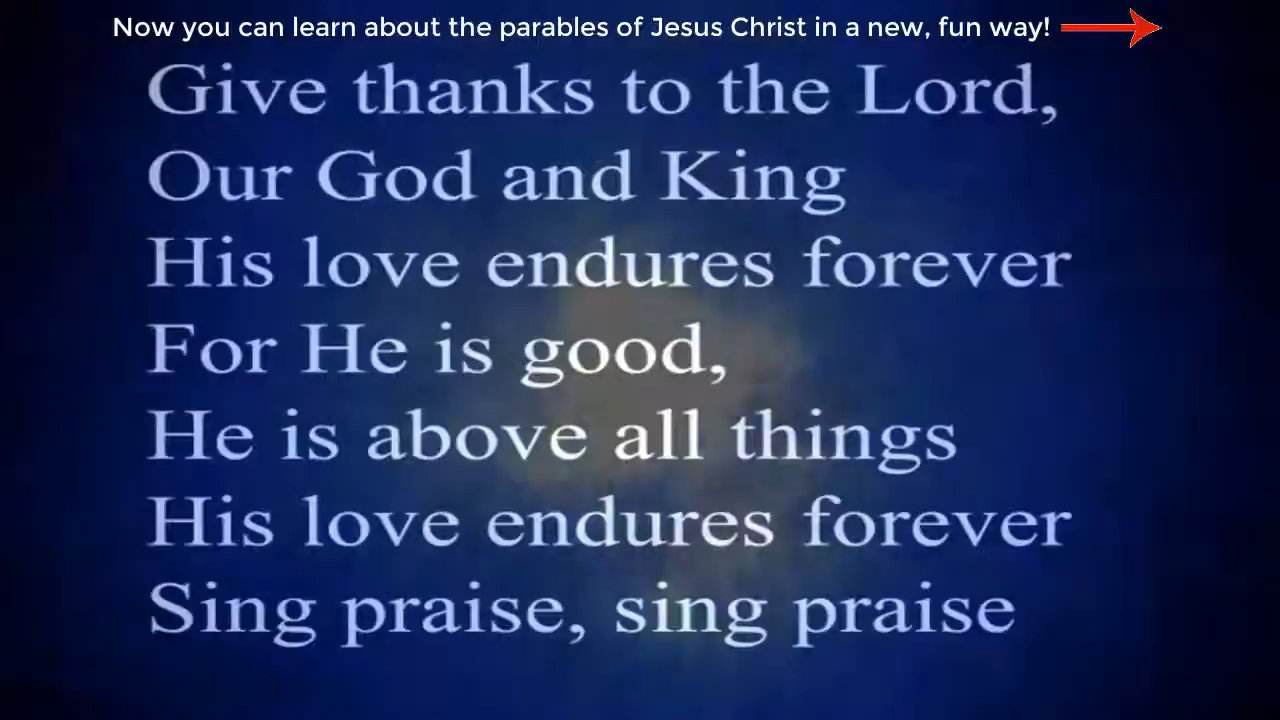 Now you can learn about the parables of Jesus Christ in a new, fun way!
Give thanks to the Lord,
Our God and King
His love endures forever
For He is good,
He is above all things
His love endures forever
Sing praise, sing praise